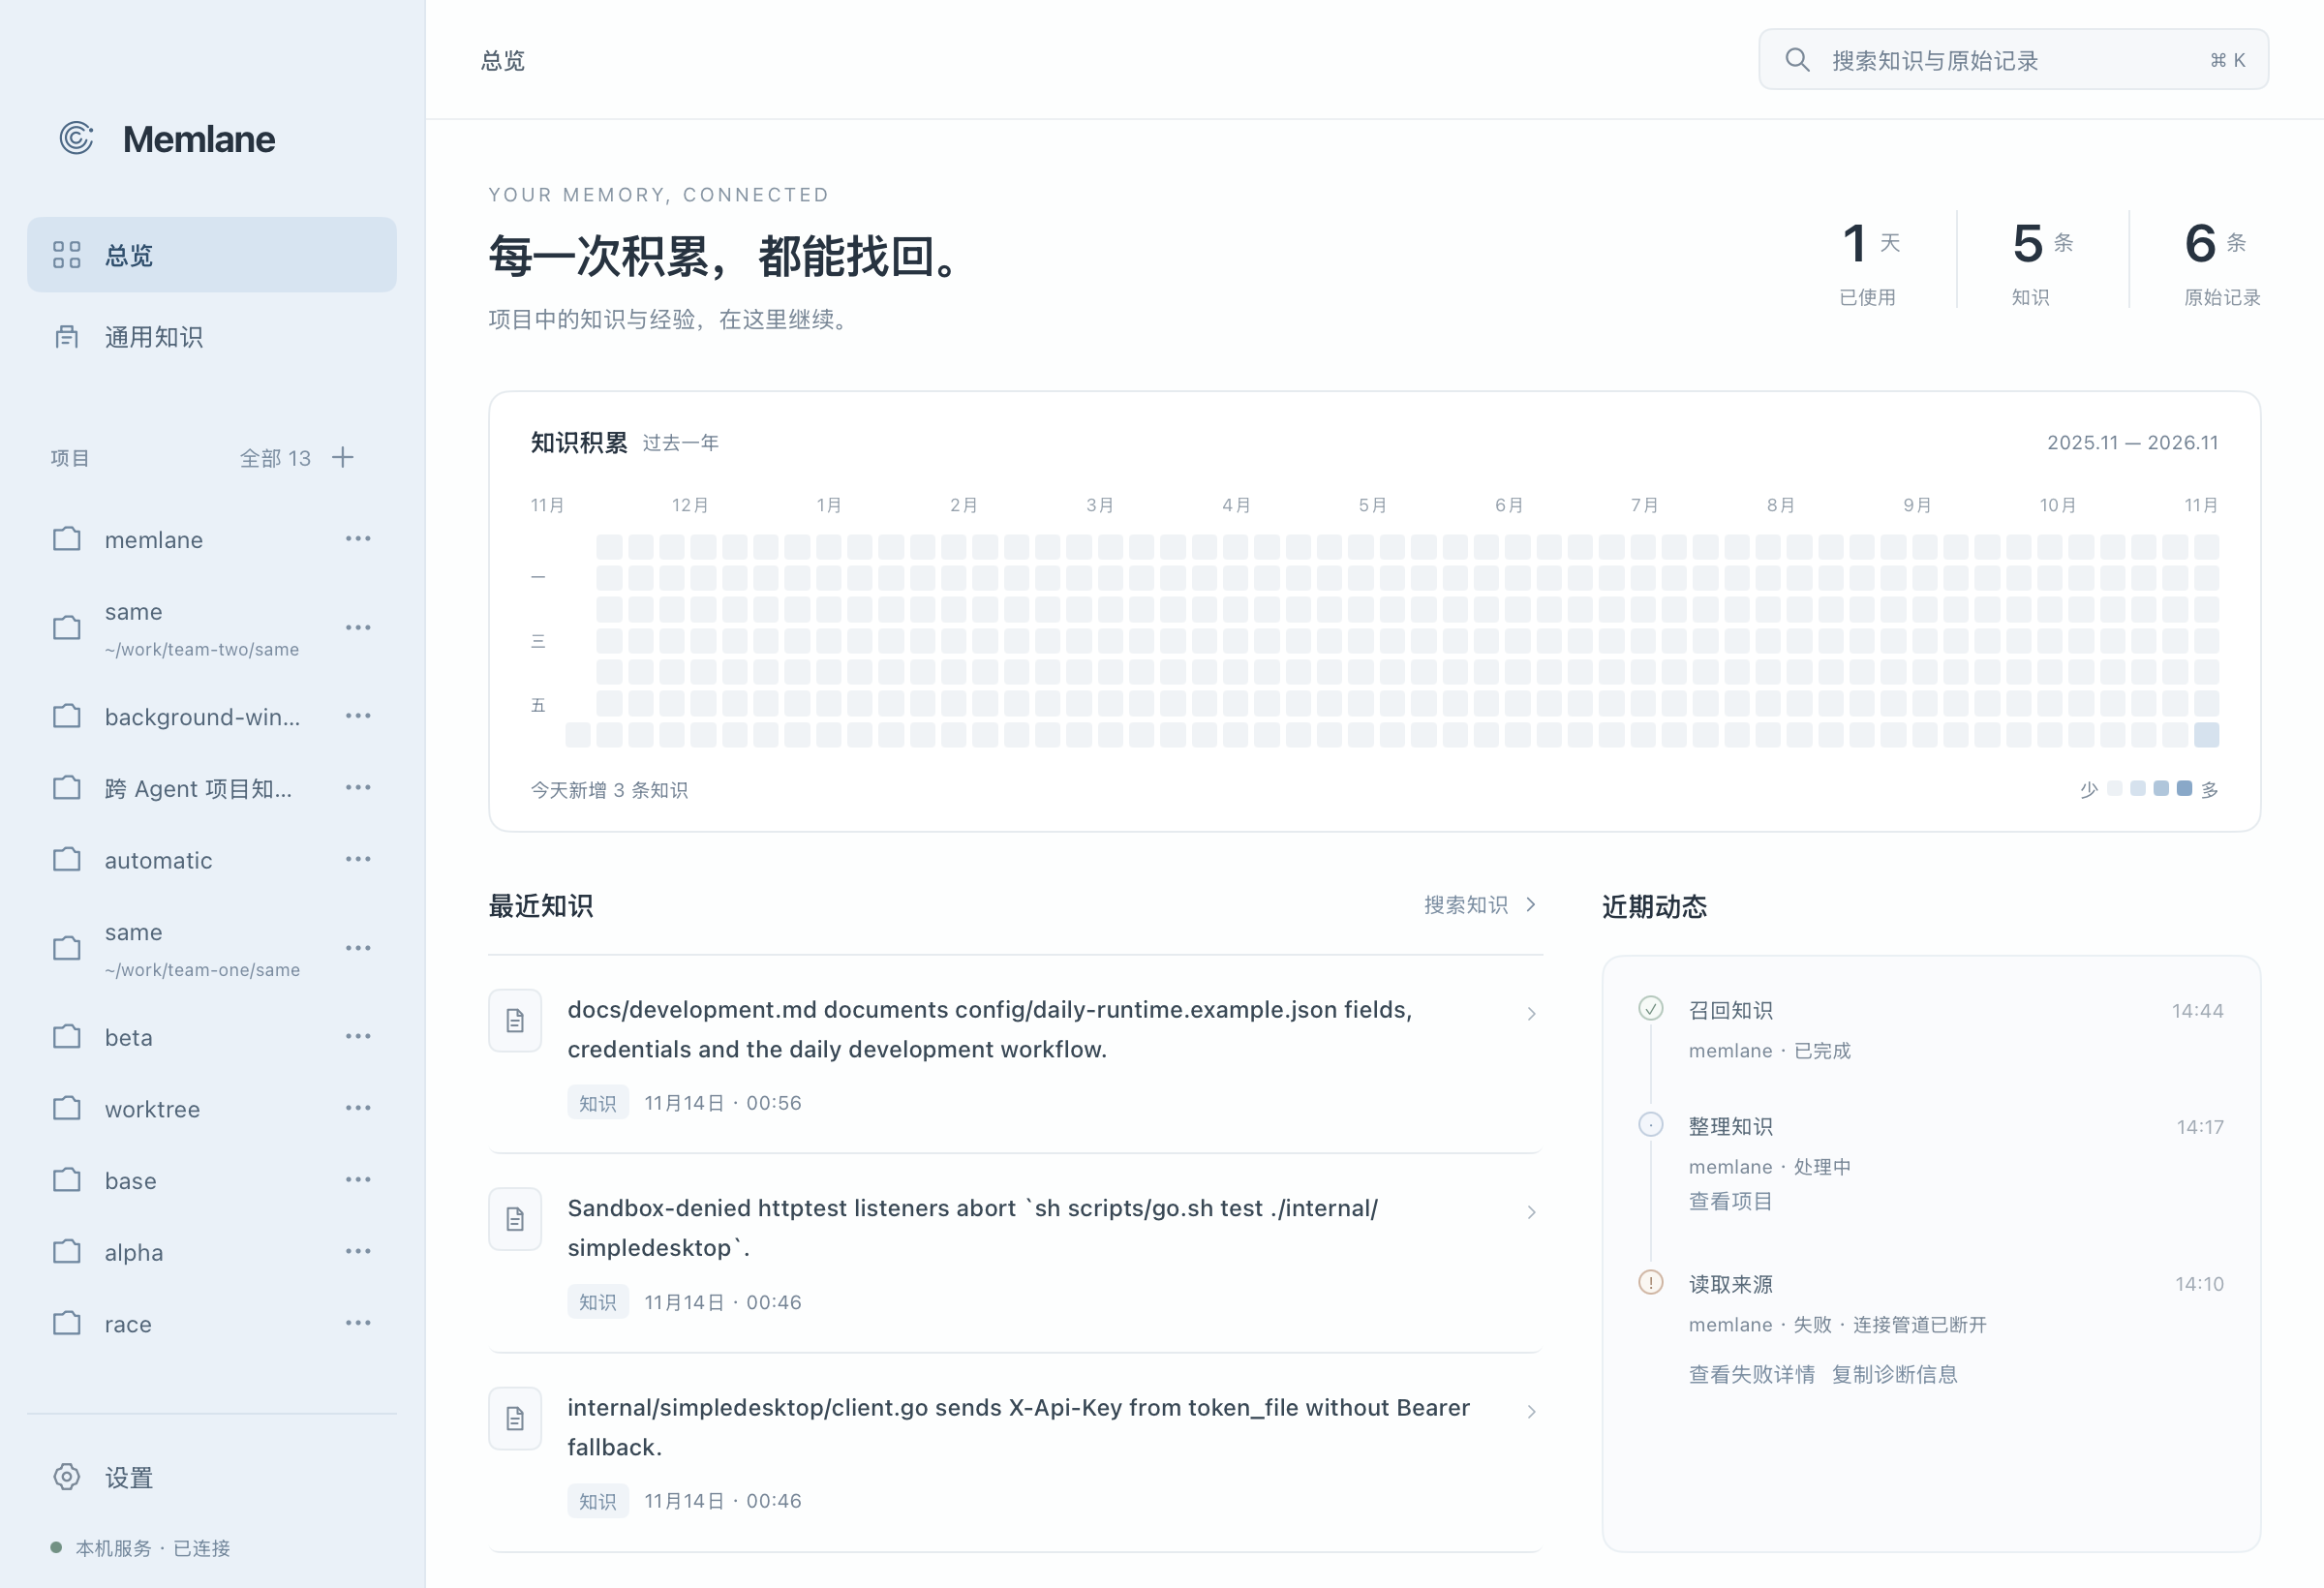 Memlane
总览
通用知识
项目
全部 13
memlane
same
~/work/team-two/same
background-win...
跨 Agent 项目知...
automatic
same
~/work/team-one/same
beta
worktree
base
alpha
race
设置
本机服务 · 已连接
总览
搜索知识与原始记录
⌘ K
YOUR MEMORY, CONNECTED
每一次积累，都能找回。
项目中的知识与经验，在这里继续。
1 天
已使用
5 条
知识
6 条
原始记录
知识积累 过去一年
2025.11 — 2026.11
11月 12月 1月 2月 3月 4月 5月 6月 7月 8月 9月 10月 11月
一
三
五
今天新增 3 条知识
少 多
最近知识
搜索知识
docs/development.md documents config/daily-runtime.example.json fields,
credentials and the daily development workflow.
知识 11月14日 · 00:56
Sandbox-denied httptest listeners abort `sh scripts/go.sh test ./internal/
simpledesktop`.
知识 11月14日 · 00:46
internal/simpledesktop/client.go sends X-Api-Key from token_file without Bearer
fallback.
知识 11月14日 · 00:46
近期动态
召回知识 14:44
memlane · 已完成
整理知识 14:17
memlane · 处理中
查看项目
读取来源 14:10
memlane · 失败 · 连接管道已断开
查看失败详情 复制诊断信息